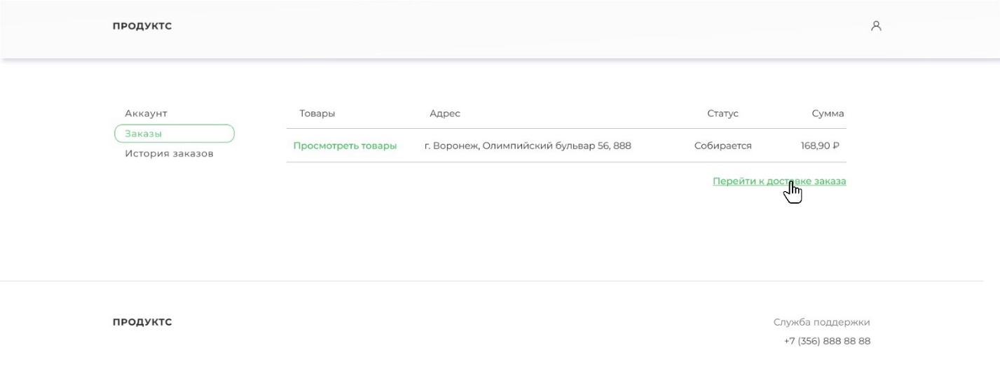 ПРОДУКТС
Аккаунт
Заказы
История заказов
Товары Адрес Статус Сумма
Просмотреть товары г. Воронеж, Олимпийский бульвар 56, 888 Собирается 168,90 ₽
Перейти к доставке заказа
ПРОДУКТС
Служба поддержки
+7 (356) 888 88 88